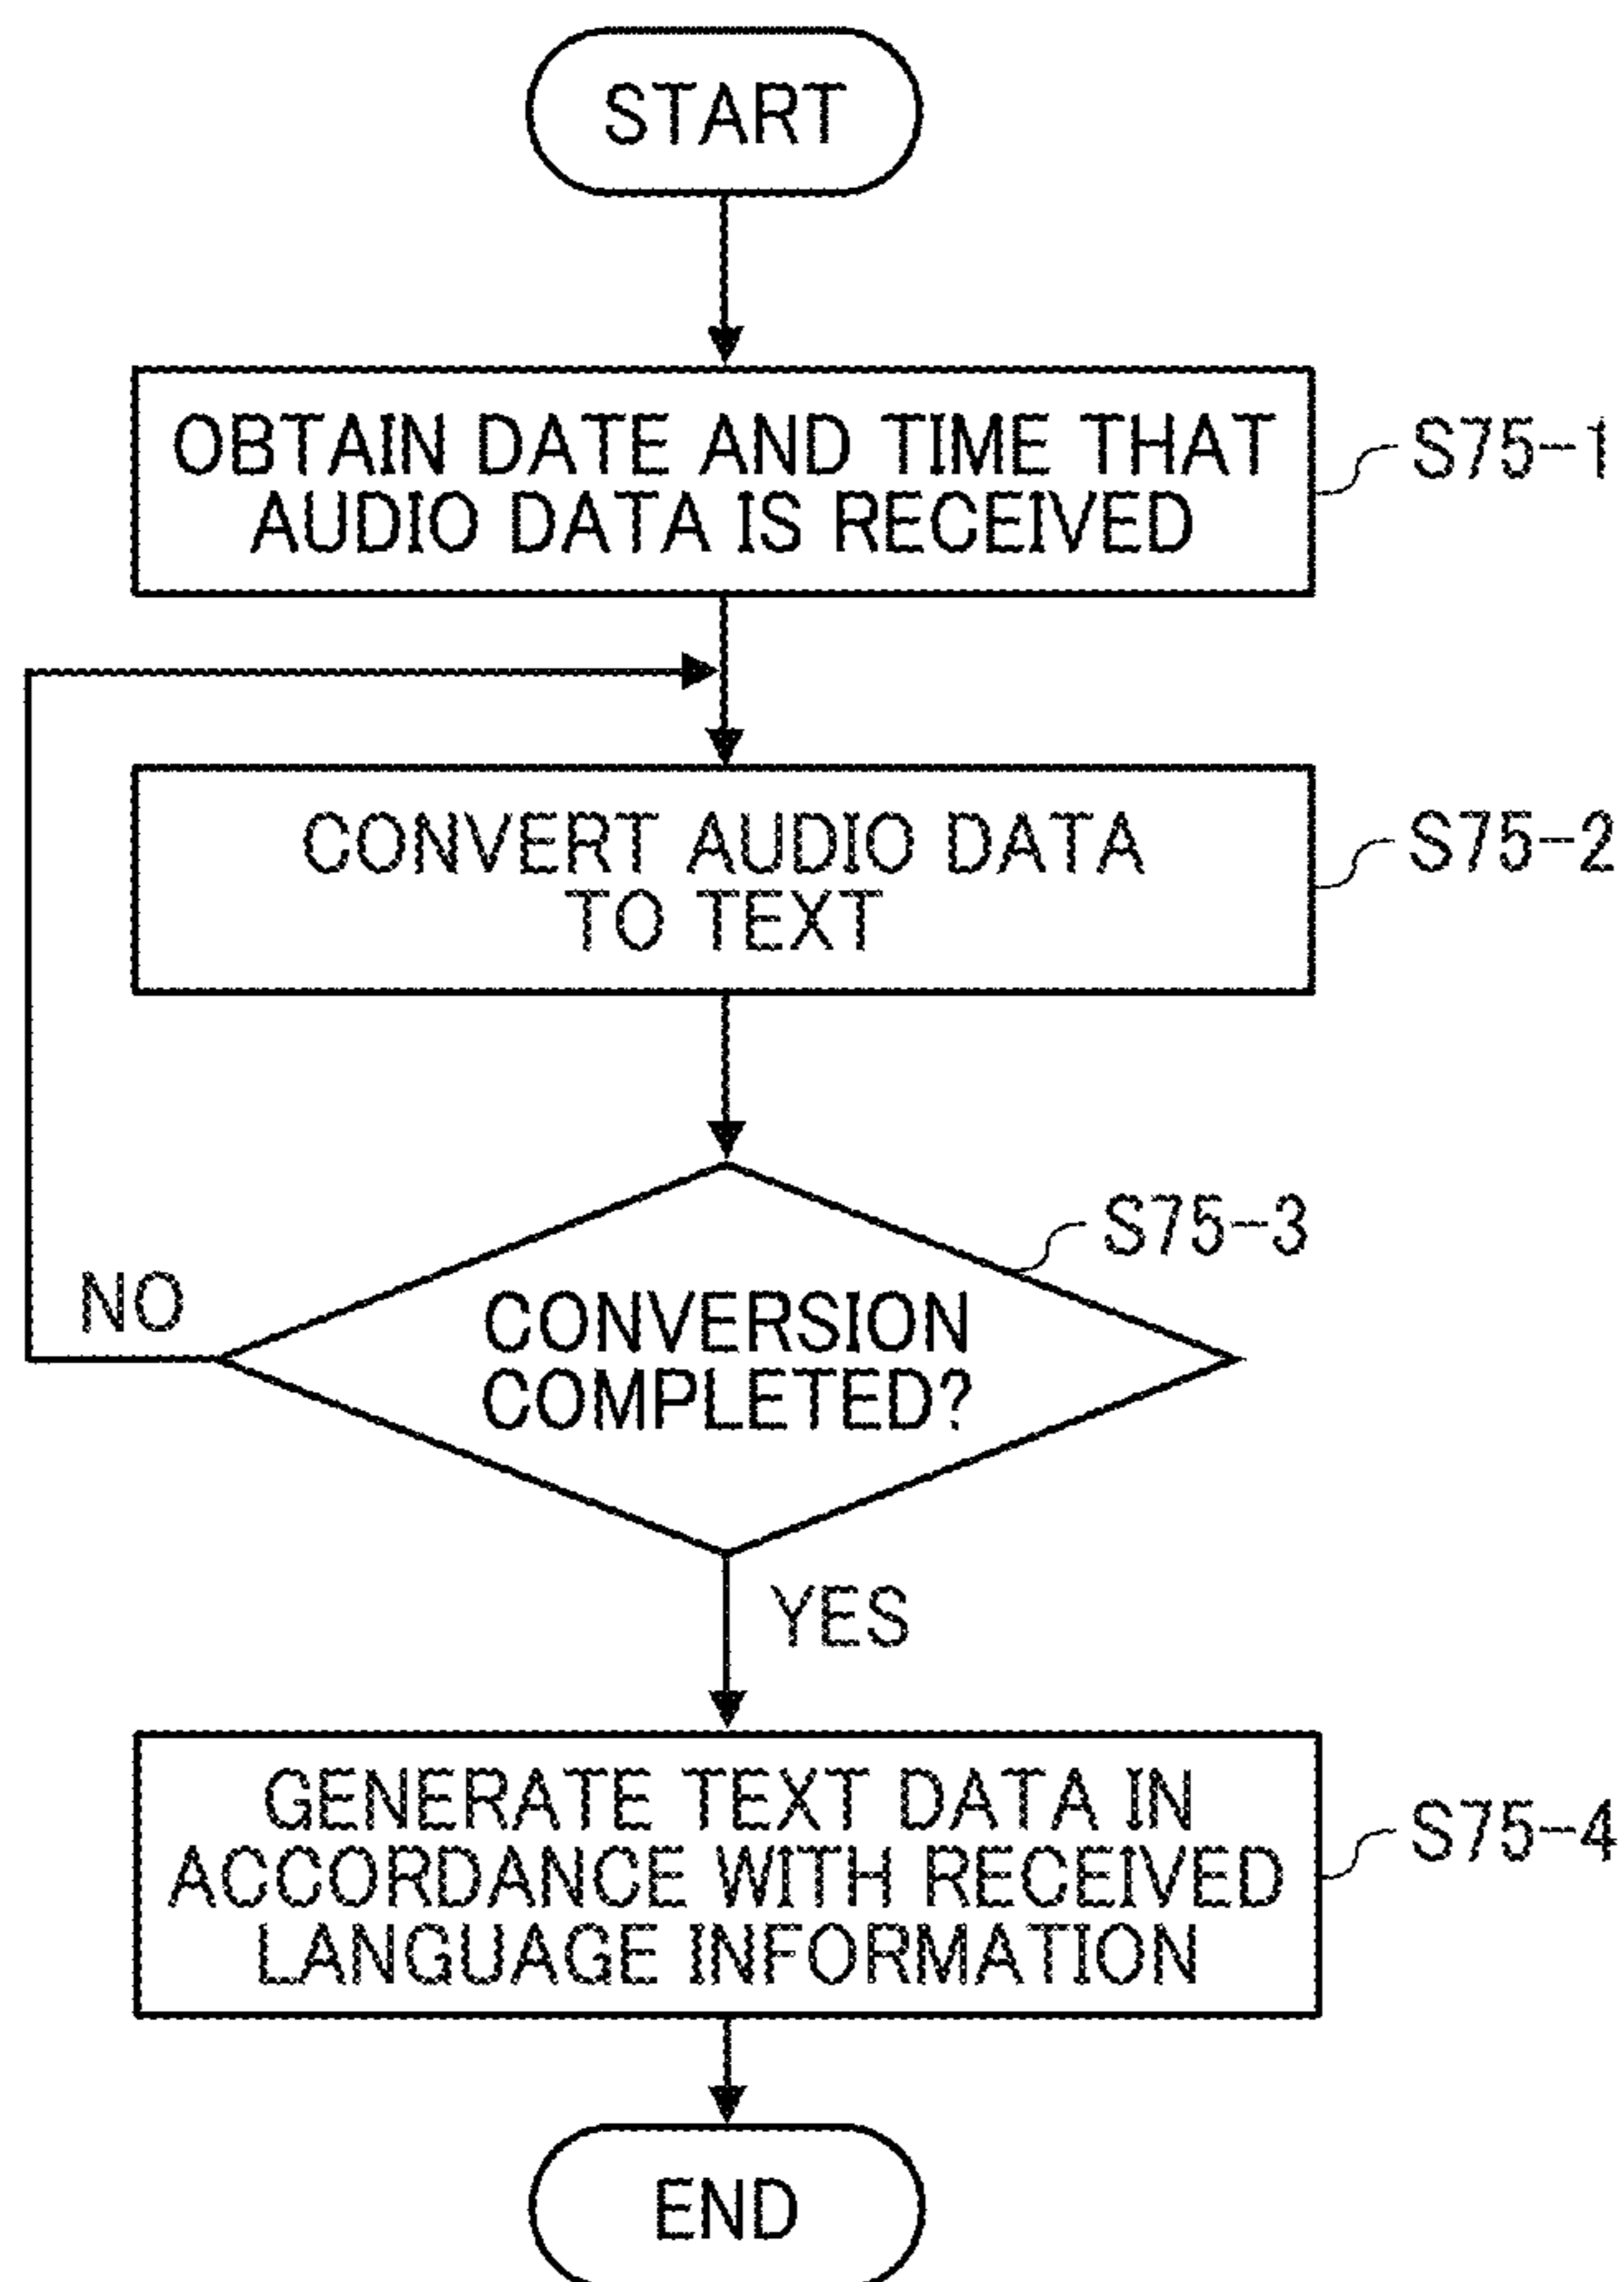 START
OBTAIN DATE AND TIME THAT
AUDIO DATA IS RECEIVED
S75-1
CONVERT AUDIO DATA
TO TEXT
S75-2
S75-3
NO
CONVERSION
COMPLETED?
YES
GENERATE TEXT DATA IN
ACCORDANCE WITH RECEIVED
LANGUAGE INFORMATION
S75-4
END